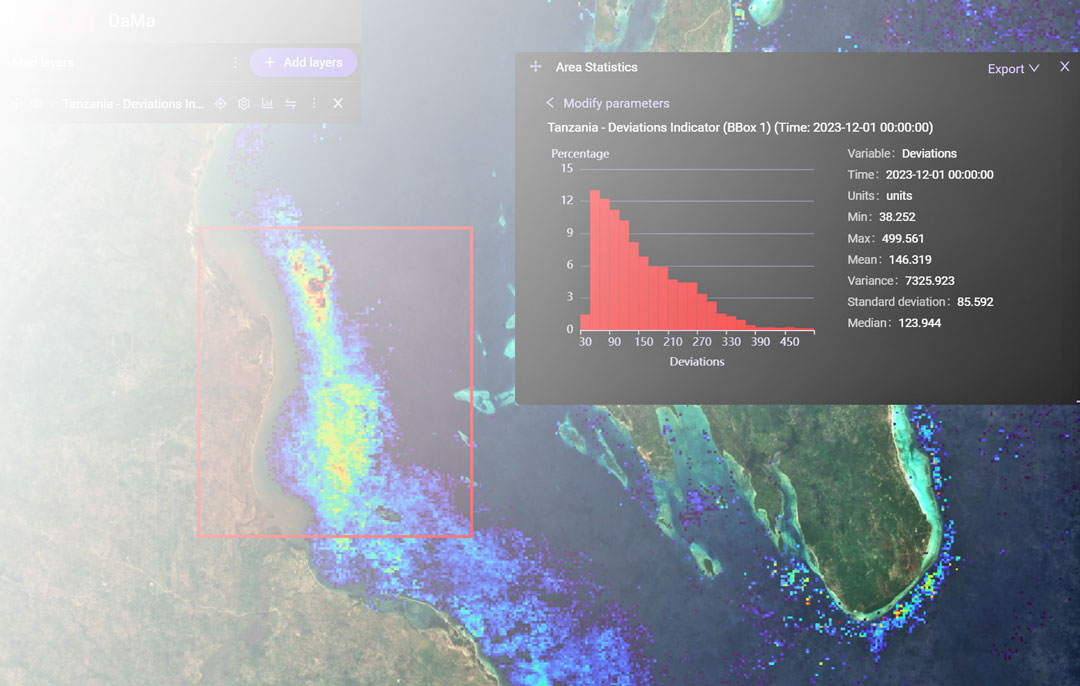 DaMa
Map layers
+ Add layers
Tanzania - Deviations In...
Area Statistics
Export
Modify parameters
Tanzania - Deviations Indicator (BBox 1) (Time: 2023-12-01 00:00:00)
Percentage
15
12
9
6
3
0
30 90 150 210 270 330 390 450
Deviations
Variable: Deviations
Time: 2023-12-01 00:00:00
Units: units
Min: 38.252
Max: 499.561
Mean: 146.319
Variance: 7325.923
Standard deviation: 85.592
Median: 123.944